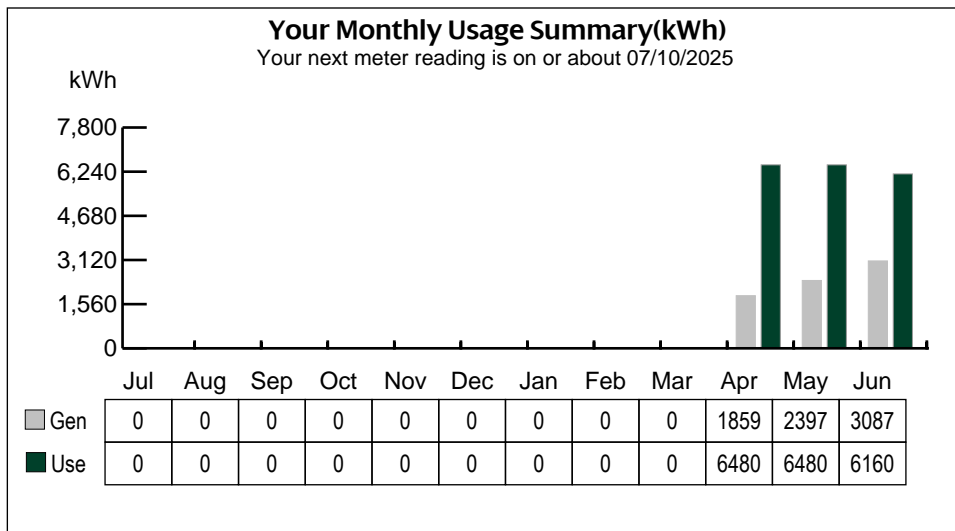 Your Monthly Usage Summary(kWh)
Your next meter reading is on or about 07/10/2025
kWh
7,800
6,240
4,680
3,120
1,560
0
Jul Aug Sep Oct Nov Dec Jan Feb Mar Apr May Jun
Gen 0 0 0 0 0 0 0 0 0 1859 2397 3087
Use 0 0 0 0 0 0 0 0 0 6480 6480 6160